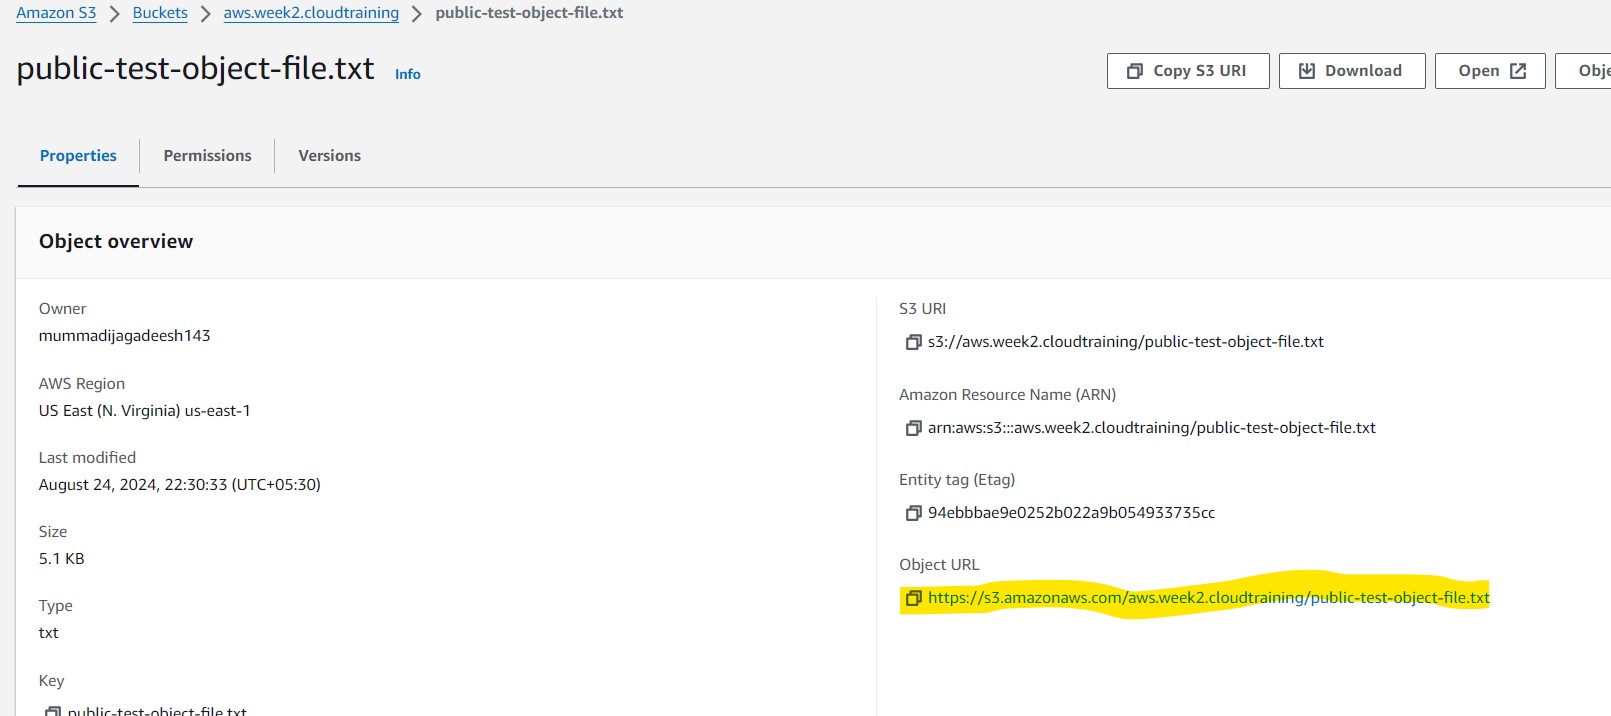 Amazon S3 > Buckets > aws.week2.cloudtraining > public-test-object-file.txt
public-test-object-file.txt Info
Copy S3 URI Download Open Obje
Properties Permissions Versions
Object overview
Owner
mummadijagadeesh143
AWS Region
US East (N. Virginia) us-east-1
Last modified
August 24, 2024, 22:30:33 (UTC+05:30)
Size
5.1 KB
Type
txt
Key
public-test-object-file.txt
S3 URI
s3://aws.week2.cloudtraining/public-test-object-file.txt
Amazon Resource Name (ARN)
arn:aws:s3:::aws.week2.cloudtraining/public-test-object-file.txt
Entity tag (Etag)
94ebbbae9e0252b022a9b054933735cc
Object URL
https://s3.amazonaws.com/aws.week2.cloudtraining/public-test-object-file.txt